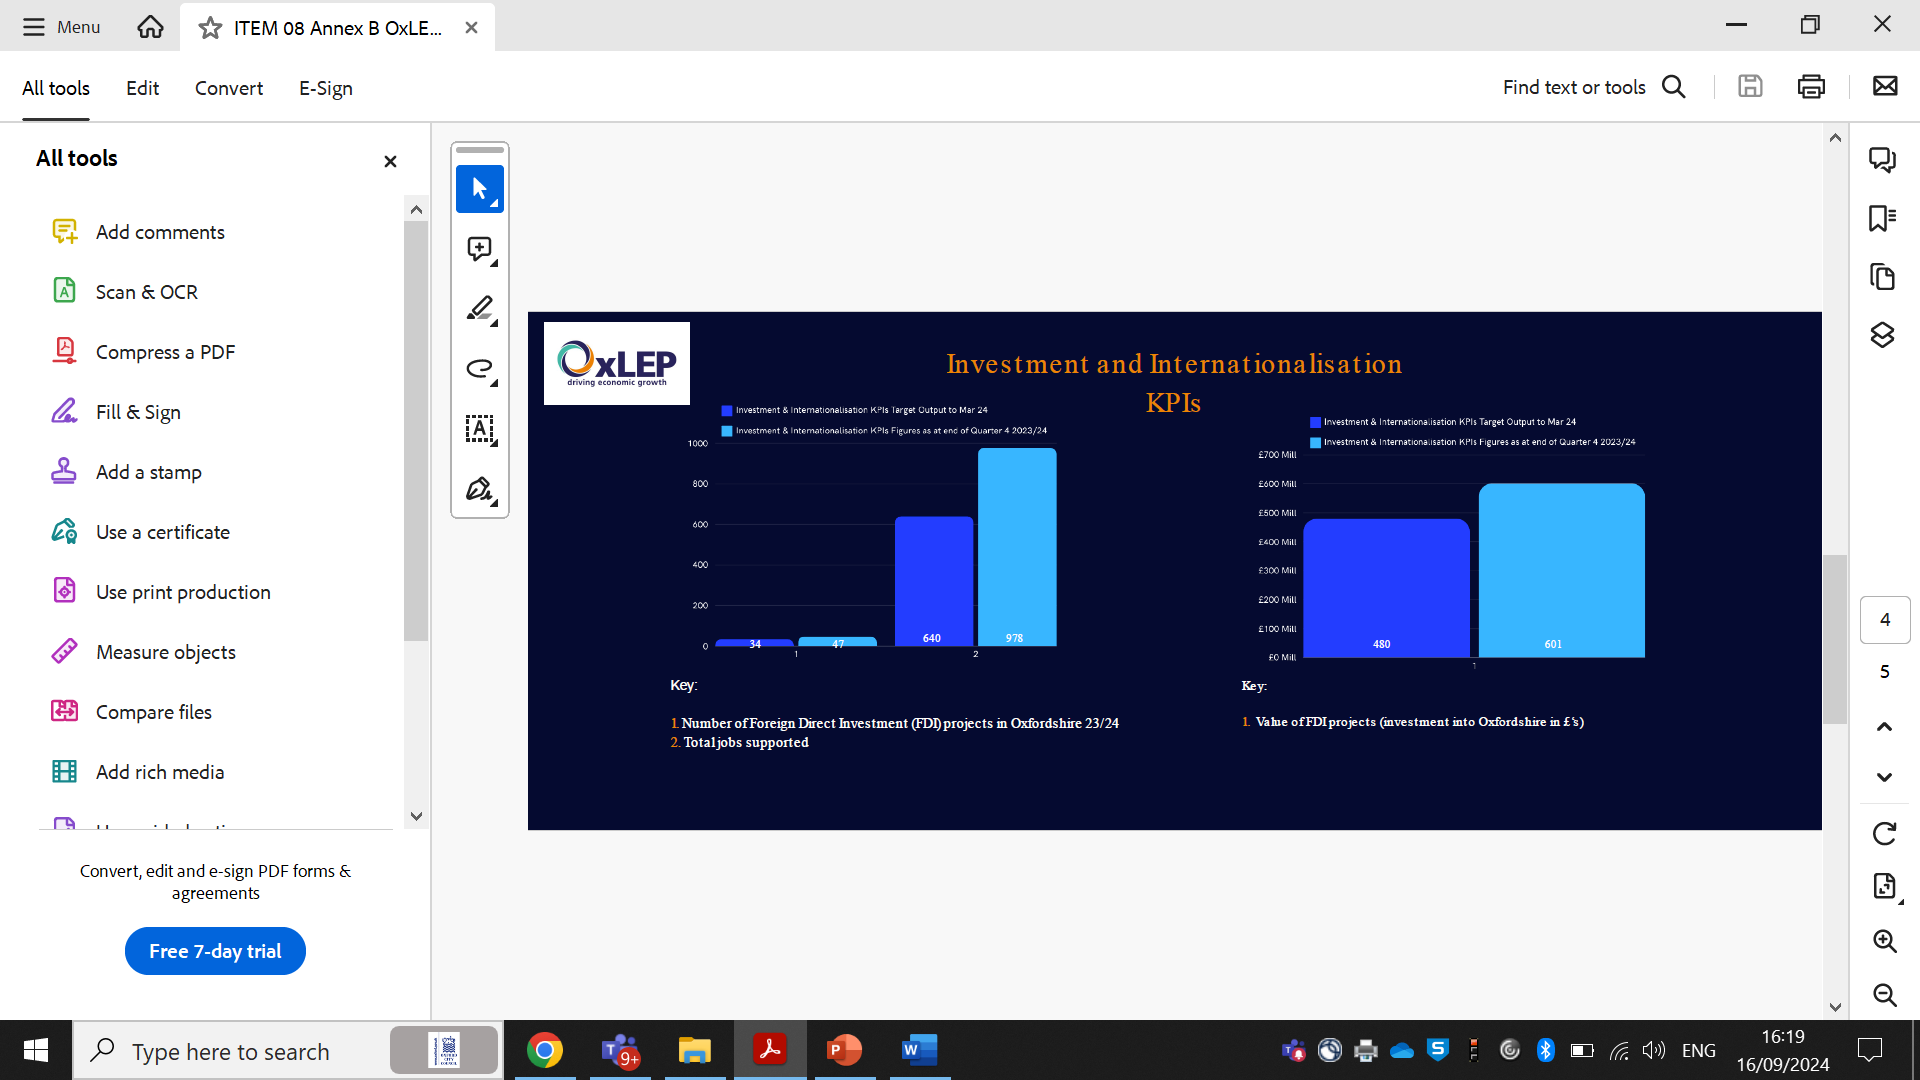 Menu
ITEM 08 Annex B OxLE...
All tools
Edit
Convert
E-Sign
Find text or tools
All tools
Add comments
Scan & OCR
Compress a PDF
Fill & Sign
Add a stamp
Use a certificate
Use print production
Measure objects
Compare files
Add rich media
Convert, edit and e-sign PDF forms &
agreements
Free 7-day trial
OxLEP
driving economic growth
Investment and Internationalisation
KPIs
Investment & Internationalisation KPIs Target Output to Mar 24
Investment & Internationalisation KPIs Figures as at end of Quarter 4 2023/24
1000
800
600
400
200
0
34
47
640
978
1
2
Key:
1. Number of Foreign Direct Investment (FDI) projects in Oxfordshire 23/24
2. Total jobs supported
Investment & Internationalisation KPIs Target Output to Mar 24
Investment & Internationalisation KPIs Figures as at end of Quarter 4 2023/24
£700 Mill
£600 Mill
£500 Mill
£400 Mill
£300 Mill
£200 Mill
£100 Mill
£0 Mill
480
601
1
Key:
1. Value of FDI projects (investment into Oxfordshire in £'s)
4
5
Type here to search
9+
ENG
16:19
16/09/2024